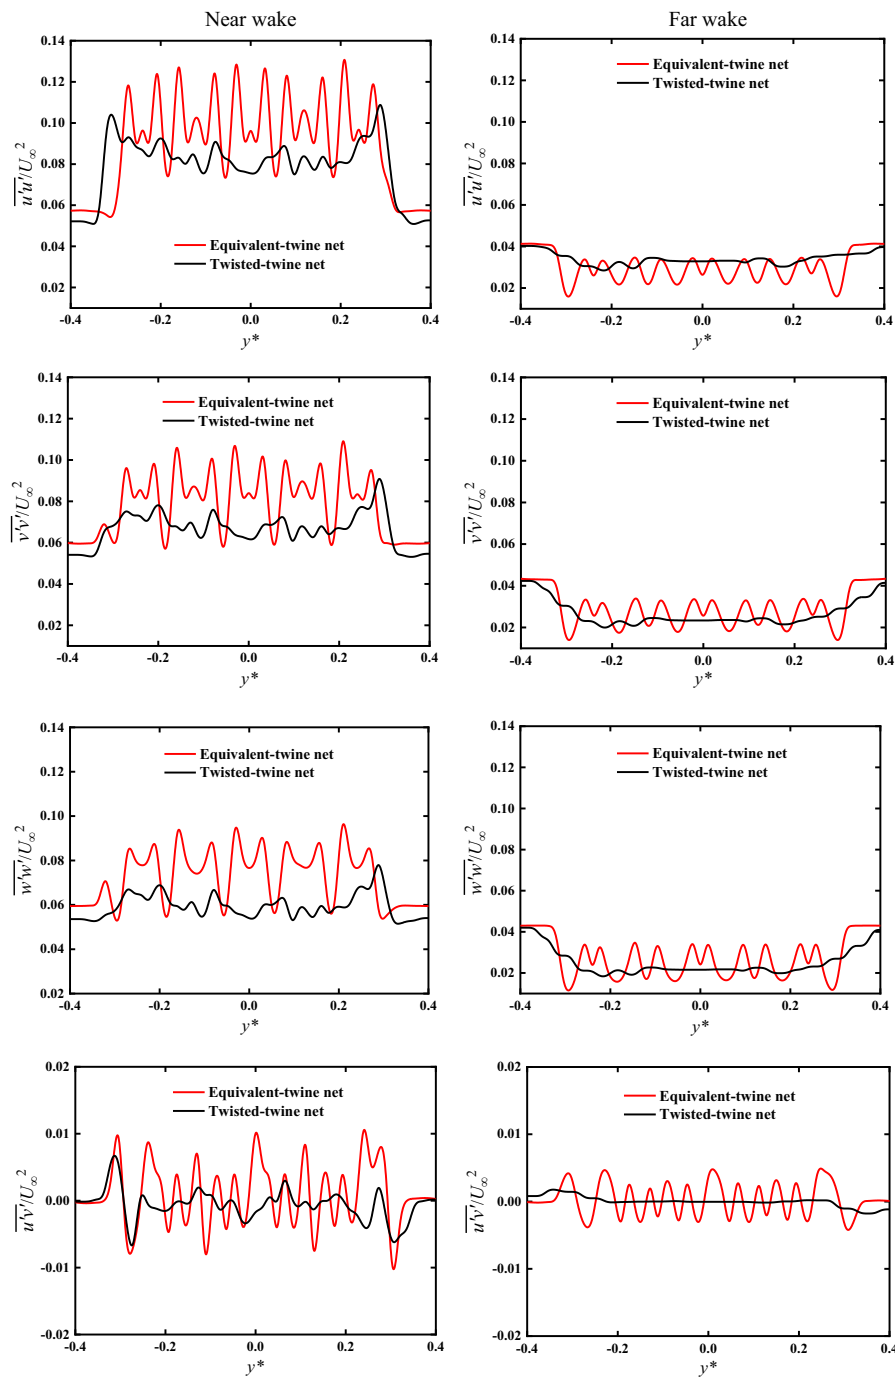 Near wake
Far wake
0.14
0.12
0.10
0.08
0.06
0.04
0.02
-0.4
-0.2
0.0
0.2
0.4
u'u'/U∞²
y*
Equivalent-twine net
Twisted-twine net
0.14
0.12
0.10
0.08
0.06
0.04
0.02
-0.4
-0.2
0.0
0.2
0.4
u'u'/U∞²
y*
Equivalent-twine net
Twisted-twine net
0.14
0.12
0.10
0.08
0.06
0.04
0.02
-0.4
-0.2
0.0
0.2
0.4
v'v'/U∞²
y*
Equivalent-twine net
Twisted-twine net
0.14
0.12
0.10
0.08
0.06
0.04
0.02
-0.4
-0.2
0.0
0.2
0.4
v'v'/U∞²
y*
Equivalent-twine net
Twisted-twine net
0.14
0.12
0.10
0.08
0.06
0.04
0.02
-0.4
-0.2
0.0
0.2
0.4
w'w'/U∞²
y*
Equivalent-twine net
Twisted-twine net
0.14
0.12
0.10
0.08
0.06
0.04
0.02
-0.4
-0.2
0.0
0.2
0.4
w'w'/U∞²
y*
Equivalent-twine net
Twisted-twine net
0.02
0.01
0.00
-0.01
-0.02
-0.4
-0.2
0.0
0.2
0.4
u'v'/U∞²
y*
Equivalent-twine net
Twisted-twine net
0.02
0.01
0.00
-0.01
-0.02
-0.4
-0.2
0.0
0.2
0.4
u'v'/U∞²
y*
Equivalent-twine net
Twisted-twine net